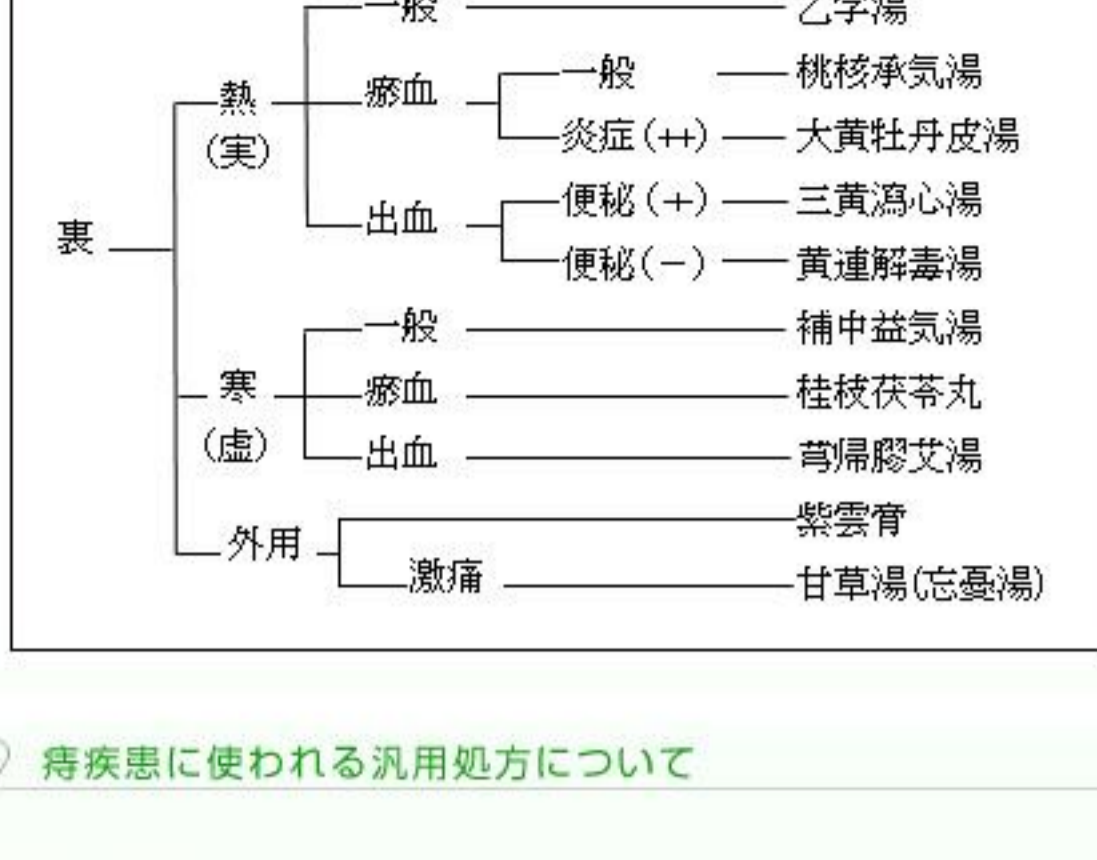 一般 乙字湯
瘀血 一般 桃核承気湯
熱
(実)
炎症(++) 大黄牡丹皮湯
便秘(+) 三黄瀉心湯
出血
裏
便秘(-) 黄連解毒湯
一般 補中益気湯
寒 瘀血 桂枝茯苓丸
(虚)
出血 芎帰膠艾湯
紫雲膏
外用
激痛 甘草湯(忘憂湯)
痔疾患に使われる汎用処方について